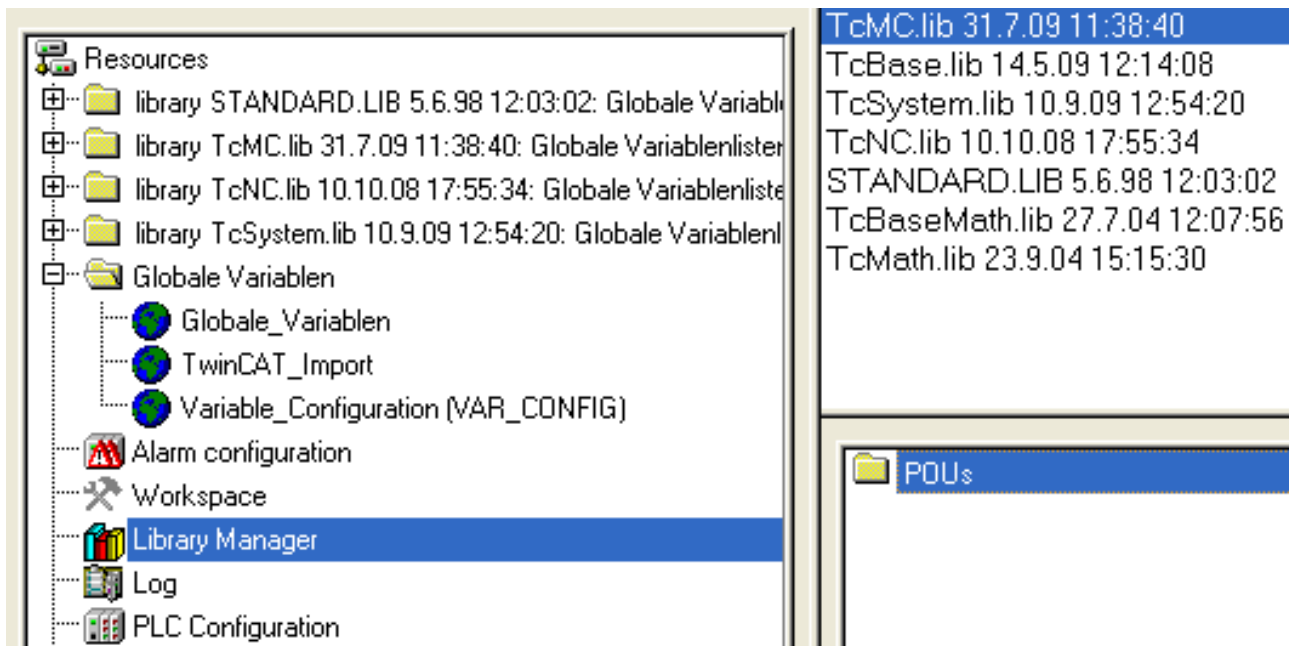 Resources
library STANDARD.LIB 5.6.98 12:03:02: Globale Variabl
library TcMC.lib 31.7.09 11:38:40: Globale Variablenlister
library TcNC.lib 10.10.08 17:55:34: Globale Variablenliste
library TcSystem.lib 10.9.09 12:54:20: Globale Variablenl
Globale Variablen
Globale_Variablen
TwinCAT_Import
Variable_Configuration (VAR_CONFIG)
Alarm configuration
Workspace
Library Manager
Log
PLC Configuration
TcMC.lib 31.7.09 11:38:40
TcBase.lib 14.5.09 12:14:08
TcSystem.lib 10.9.09 12:54:20
TcNC.lib 10.10.08 17:55:34
STANDARD.LIB 5.6.98 12:03:02
TcBaseMath.lib 27.7.04 12:07:56
TcMath.lib 23.9.04 15:15:30
POUs